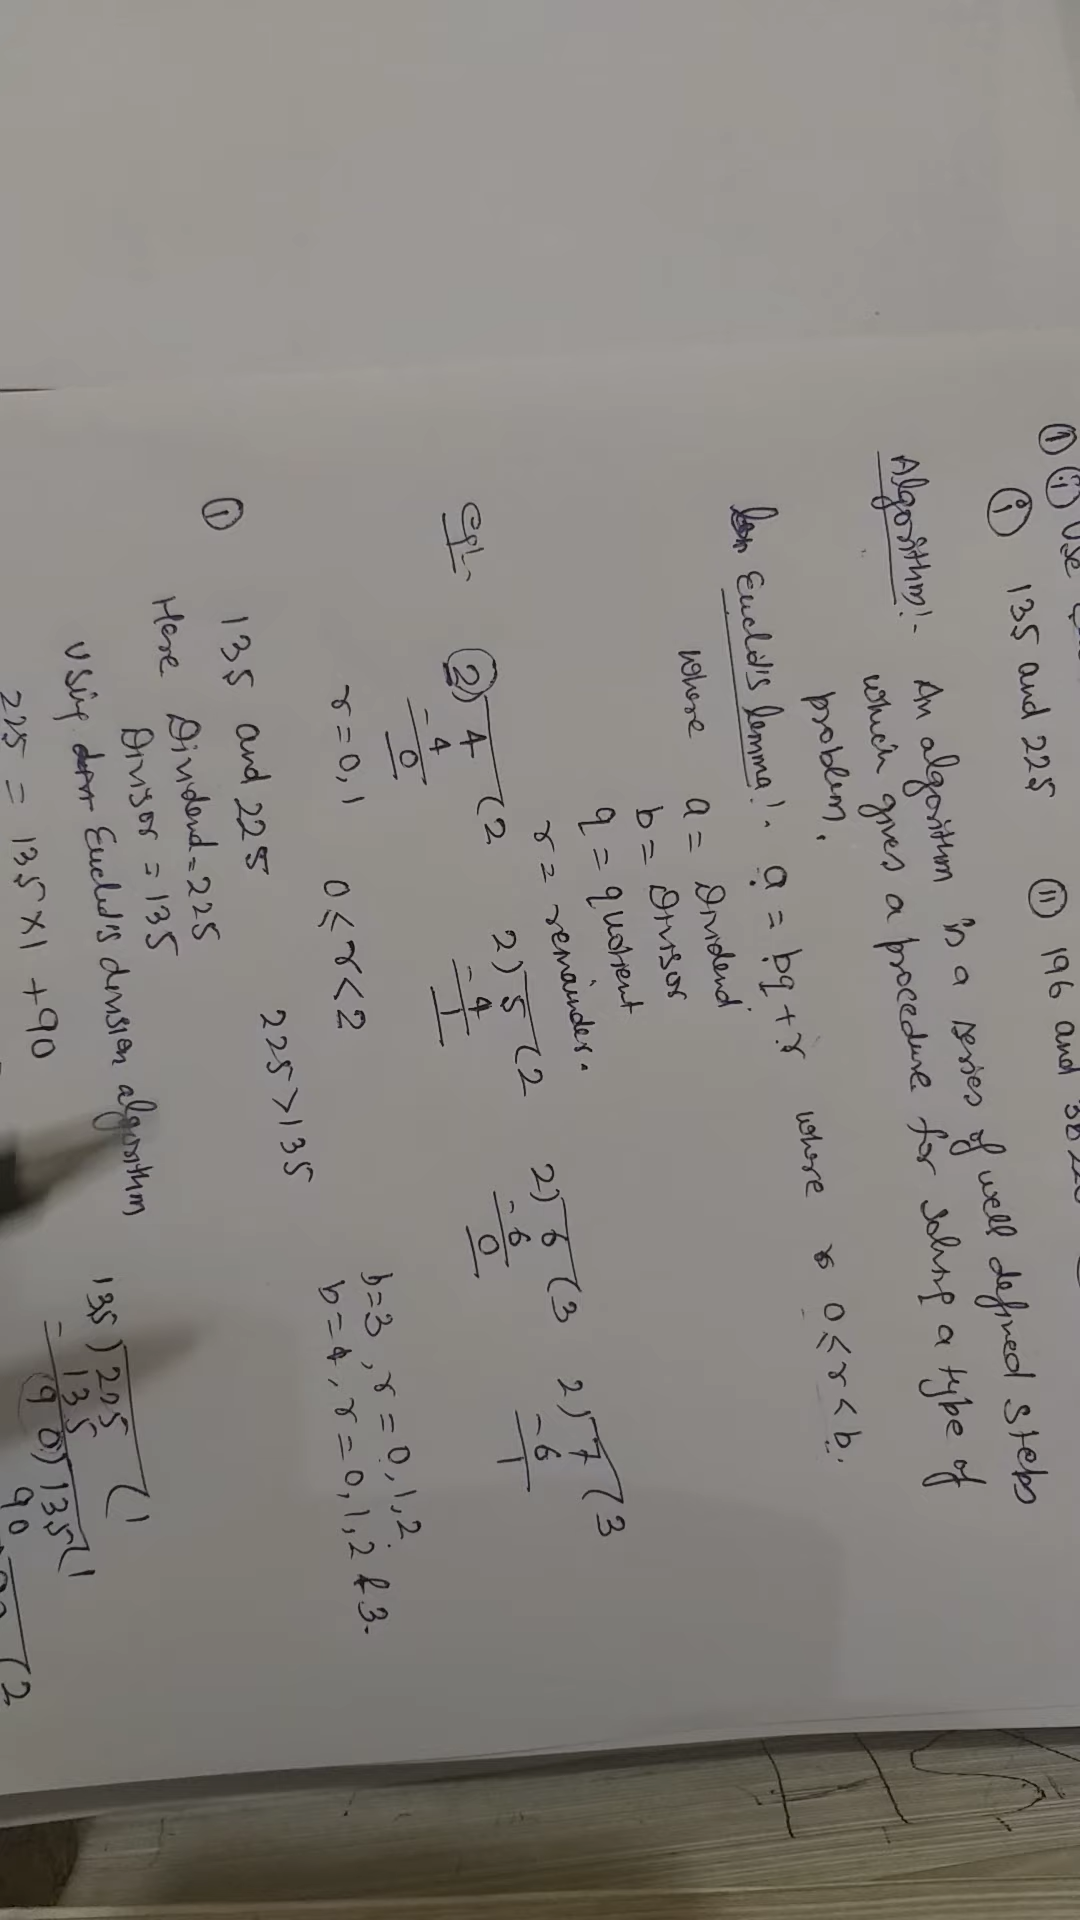 ① (i) Use
(i) 135 and 225 (ii) 196 and
Algorithm:- An algorithm is a series of well defined steps
which gives a procedure for solving a type of
problem.
Euclid's lemma:- a = bq + r where 0 ≤ r < b.
where a = Dividend
b = Divisor
q = quotient
r = remainder.
eg:- 2) 4 (2 2) 5 (2 2) 6 (3 2) 7 (3
- 4 - 4 - 6 - 6
0 1 0 1
r = 0, 1 0 ≤ r < 2 b = 3, r = 0, 1, 2
b = 4, r = 0, 1, 2 & 3.
(i) 135 and 225 225 > 135
Here Dividend = 225
Divisor = 135
Using Euclid's division algorithm 135) 225 (1
225 = 135 × 1 + 90 - 135
90) 135 (1
90
(2